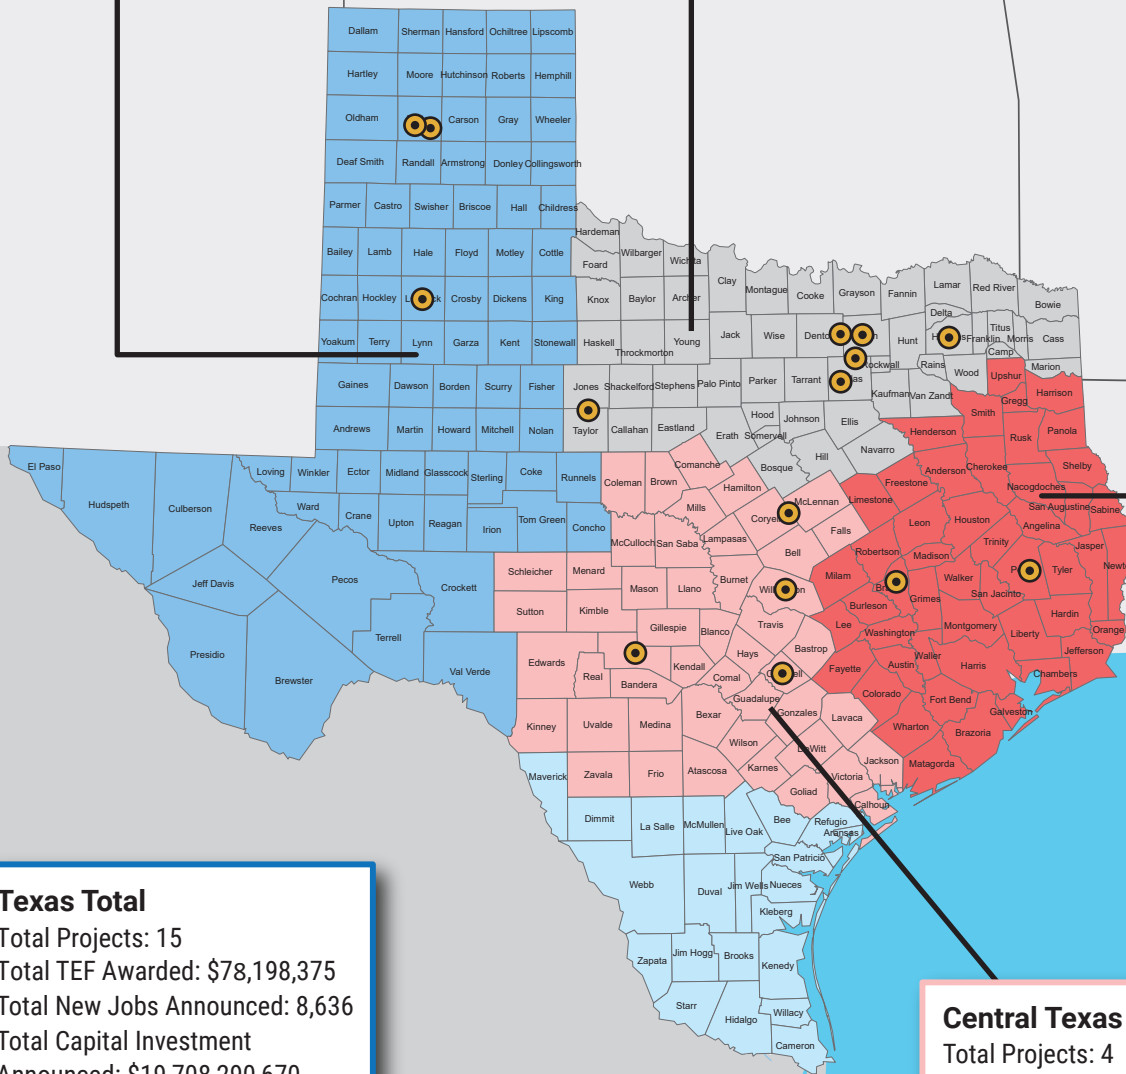 Dallam Sherman Hansford Ochiltree Lipscomb
Hartley Moore Hutchinson Roberts Hemphill
Oldham Carson Gray Wheeler
Deaf Smith Randall Armstrong Donley Collingsworth
Parmer Castro Swisher Briscoe Hall Childress
Hardeman
Bailey Lamb Hale Floyd Motley Cottle Foard Wilbarger Wichita
Clay Montague Cooke Grayson Fannin Lamar Red River Bowie
Cochran Hockley Crosby Dickens King Knox Baylor Archer
Delta
Yoakum Terry Lynn Garza Kent Stonewall Haskell Throckmorton Young Jack Wise Hunt Franklin Titus Morris Cass
Camp
Rockwall Rains Wood Upshur Marion
Gaines Dawson Borden Scurry Fisher Jones Shackelford Stephens Palo Pinto Parker Tarrant Kaufman Van Zandt Smith Gregg Harrison
Andrews Martin Howard Mitchell Nolan Taylor Callahan Eastland Erath Hood Somervell Johnson Ellis Henderson Rusk Panola
El Paso Hudspeth Culberson Loving Winkler Ector Midland Glasscock Sterling Coke Runnels Coleman Brown Comanche Bosque Hill Navarro Anderson Cherokee Shelby
Reeves Ward Crane Upton Reagan Irion Tom Green Concho Mills Hamilton Coryell McLennan Limestone Freestone Nacogdoches San Augustine Sabine
McCulloch San Saba Lampasas Bell Falls Leon Houston Angelina
Robertson Madison Trinity Jasper
Jeff Davis Pecos Crockett Schleicher Menard Mason Llano Burnet Milam Walker Tyler
Sutton Kimble Burleson Grimes San Jacinto Hardin
Presidio Brewster Terrell Val Verde Gillespie Blanco Travis Lee Washington Montgomery Liberty Orange
Edwards Real Bandera Kendall Comal Hays Bastrop Fayette Austin Waller Harris Jefferson
Chambers
Kinney Uvalde Medina Bexar Guadalupe Gonzales Lavaca Colorado Fort Bend Galveston
Wilson DeWitt Wharton Brazoria
Maverick Zavala Frio Atascosa Karnes Goliad Victoria Jackson Matagorda
Calhoun
Dimmit La Salle McMullen Live Oak Bee Refugio
Aransas
San Patricio
Webb Duval Jim Wells Nueces
Kleberg
Zapata Jim Hogg Brooks Kenedy
Starr Hidalgo Willacy
Cameron
Texas Total
Total Projects: 15
Total TEF Awarded: $78,198,375
Total New Jobs Announced: 8,636
Total Capital Investment
Central Texas
Total Projects: 4